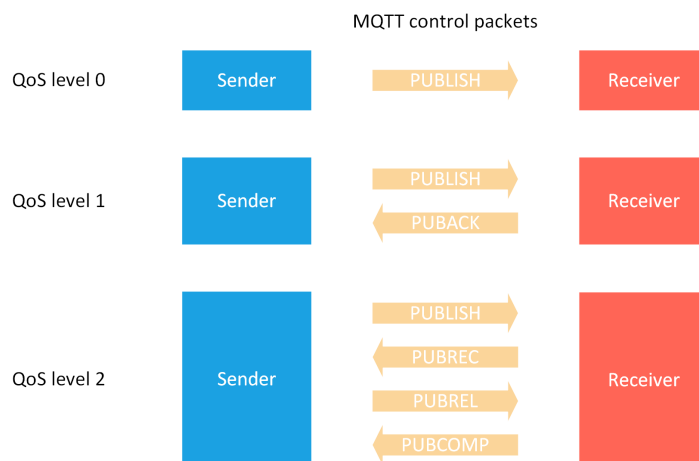 MQTT control packets
QoS level 0
Sender
PUBLISH
Receiver
QoS level 1
Sender
PUBLISH
PUBACK
Receiver
QoS level 2
Sender
PUBLISH
PUBREC
PUBREL
PUBCOMP
Receiver